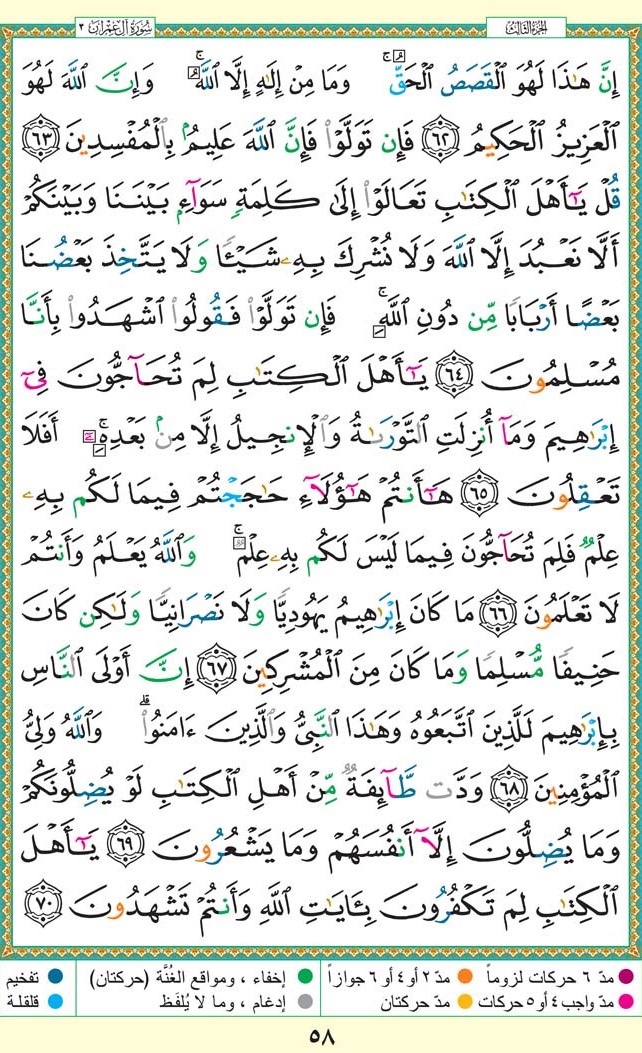 سُورَةُ آلِ عِمْرَانَ ٣
الجزء الثالث
إِنَّ هَٰذَا لَهُوَ ٱلْقَصَصُ ٱلْحَقُّ ۚ وَمَا مِنْ إِلَٰهٍ إِلَّا ٱللَّهُ ۚ وَإِنَّ ٱللَّهَ لَهُوَ
ٱلْعَزِيزُ ٱلْحَكِيمُ ٦٢ فَإِن تَوَلَّوْا۟ فَإِنَّ ٱللَّهَ عَلِيمٌۢ بِٱلْمُفْسِدِينَ ٦٣
قُلْ يَٰٓأَهْلَ ٱلْكِتَٰبِ تَعَالَوْا۟ إِلَىٰ كَلِمَةٍ سَوَآءٍۭ بَيْنَنَا وَبَيْنَكُمْ
أَلَّا نَعْبُدَ إِلَّا ٱللَّهَ وَلَا نُشْرِكَ بِهِۦ شَيْـًٔا وَلَا يَتَّخِذَ بَعْضُنَا
بَعْضًا أَرْبَابًا مِّن دُونِ ٱللَّهِ ۚ فَإِن تَوَلَّوْا۟ فَقُولُوا۟ ٱشْهَدُوا۟ بِأَنَّا
مُسْلِمُونَ ٦٤ يَٰٓأَهْلَ ٱلْكِتَٰبِ لِمَ تُحَآجُّونَ فِىٓ
إِبْرَٰهِيمَ وَمَآ أُنزِلَتِ ٱلتَّوْرَىٰةُ وَٱلْإِنجِيلُ إِلَّا مِنۢ بَعْدِهِۦٓ ۚ أَفَلَا
تَعْقِلُونَ ٦٥ هَٰٓأَنتُمْ هَٰٓؤُلَآءِ حَٰجَجْتُمْ فِيمَا لَكُم بِهِۦ
عِلْمٌ فَلِمَ تُحَآجُّونَ فِيمَا لَيْسَ لَكُم بِهِۦ عِلْمٌ ۚ وَٱللَّهُ يَعْلَمُ وَأَنتُمْ
لَا تَعْلَمُونَ ٦٦ مَا كَانَ إِبْرَٰهِيمُ يَهُودِيًّا وَلَا نَصْرَانِيًّا وَلَٰكِن كَانَ
حَنِيفًا مُّسْلِمًا وَمَا كَانَ مِنَ ٱلْمُشْرِكِينَ ٦٧ إِنَّ أَوْلَى ٱلنَّاسِ
بِإِبْرَٰهِيمَ لَلَّذِينَ ٱتَّبَعُوهُ وَهَٰذَا ٱلنَّبِىُّ وَٱلَّذِينَ ءَامَنُوا۟ ۗ وَٱللَّهُ وَلِىُّ
ٱلْمُؤْمِنِينَ ٦٨ وَدَّت طَّآئِفَةٌ مِّنْ أَهْلِ ٱلْكِتَٰبِ لَوْ يُضِلُّونَكُمْ
وَمَا يُضِلُّونَ إِلَّآ أَنفُسَهُمْ وَمَا يَشْعُرُونَ ٦٩ يَٰٓأَهْلَ
ٱلْكِتَٰبِ لِمَ تَكْفُرُونَ بِـَٔايَٰتِ ٱللَّهِ وَأَنتُمْ تَشْهَدُونَ ٧٠
مدّ ٦ حركات لزوماً
مدّ ٢ أو ٤ أو ٦ جوازاً
إخفاء ، ومواقع الغُنَّة (حركتان)
تفخيم
مدّ واجب ٤ أو ٥ حركات
مدّ حركتان
إدغام ، وما لا يُلفَظ
قلقلة
٥٨